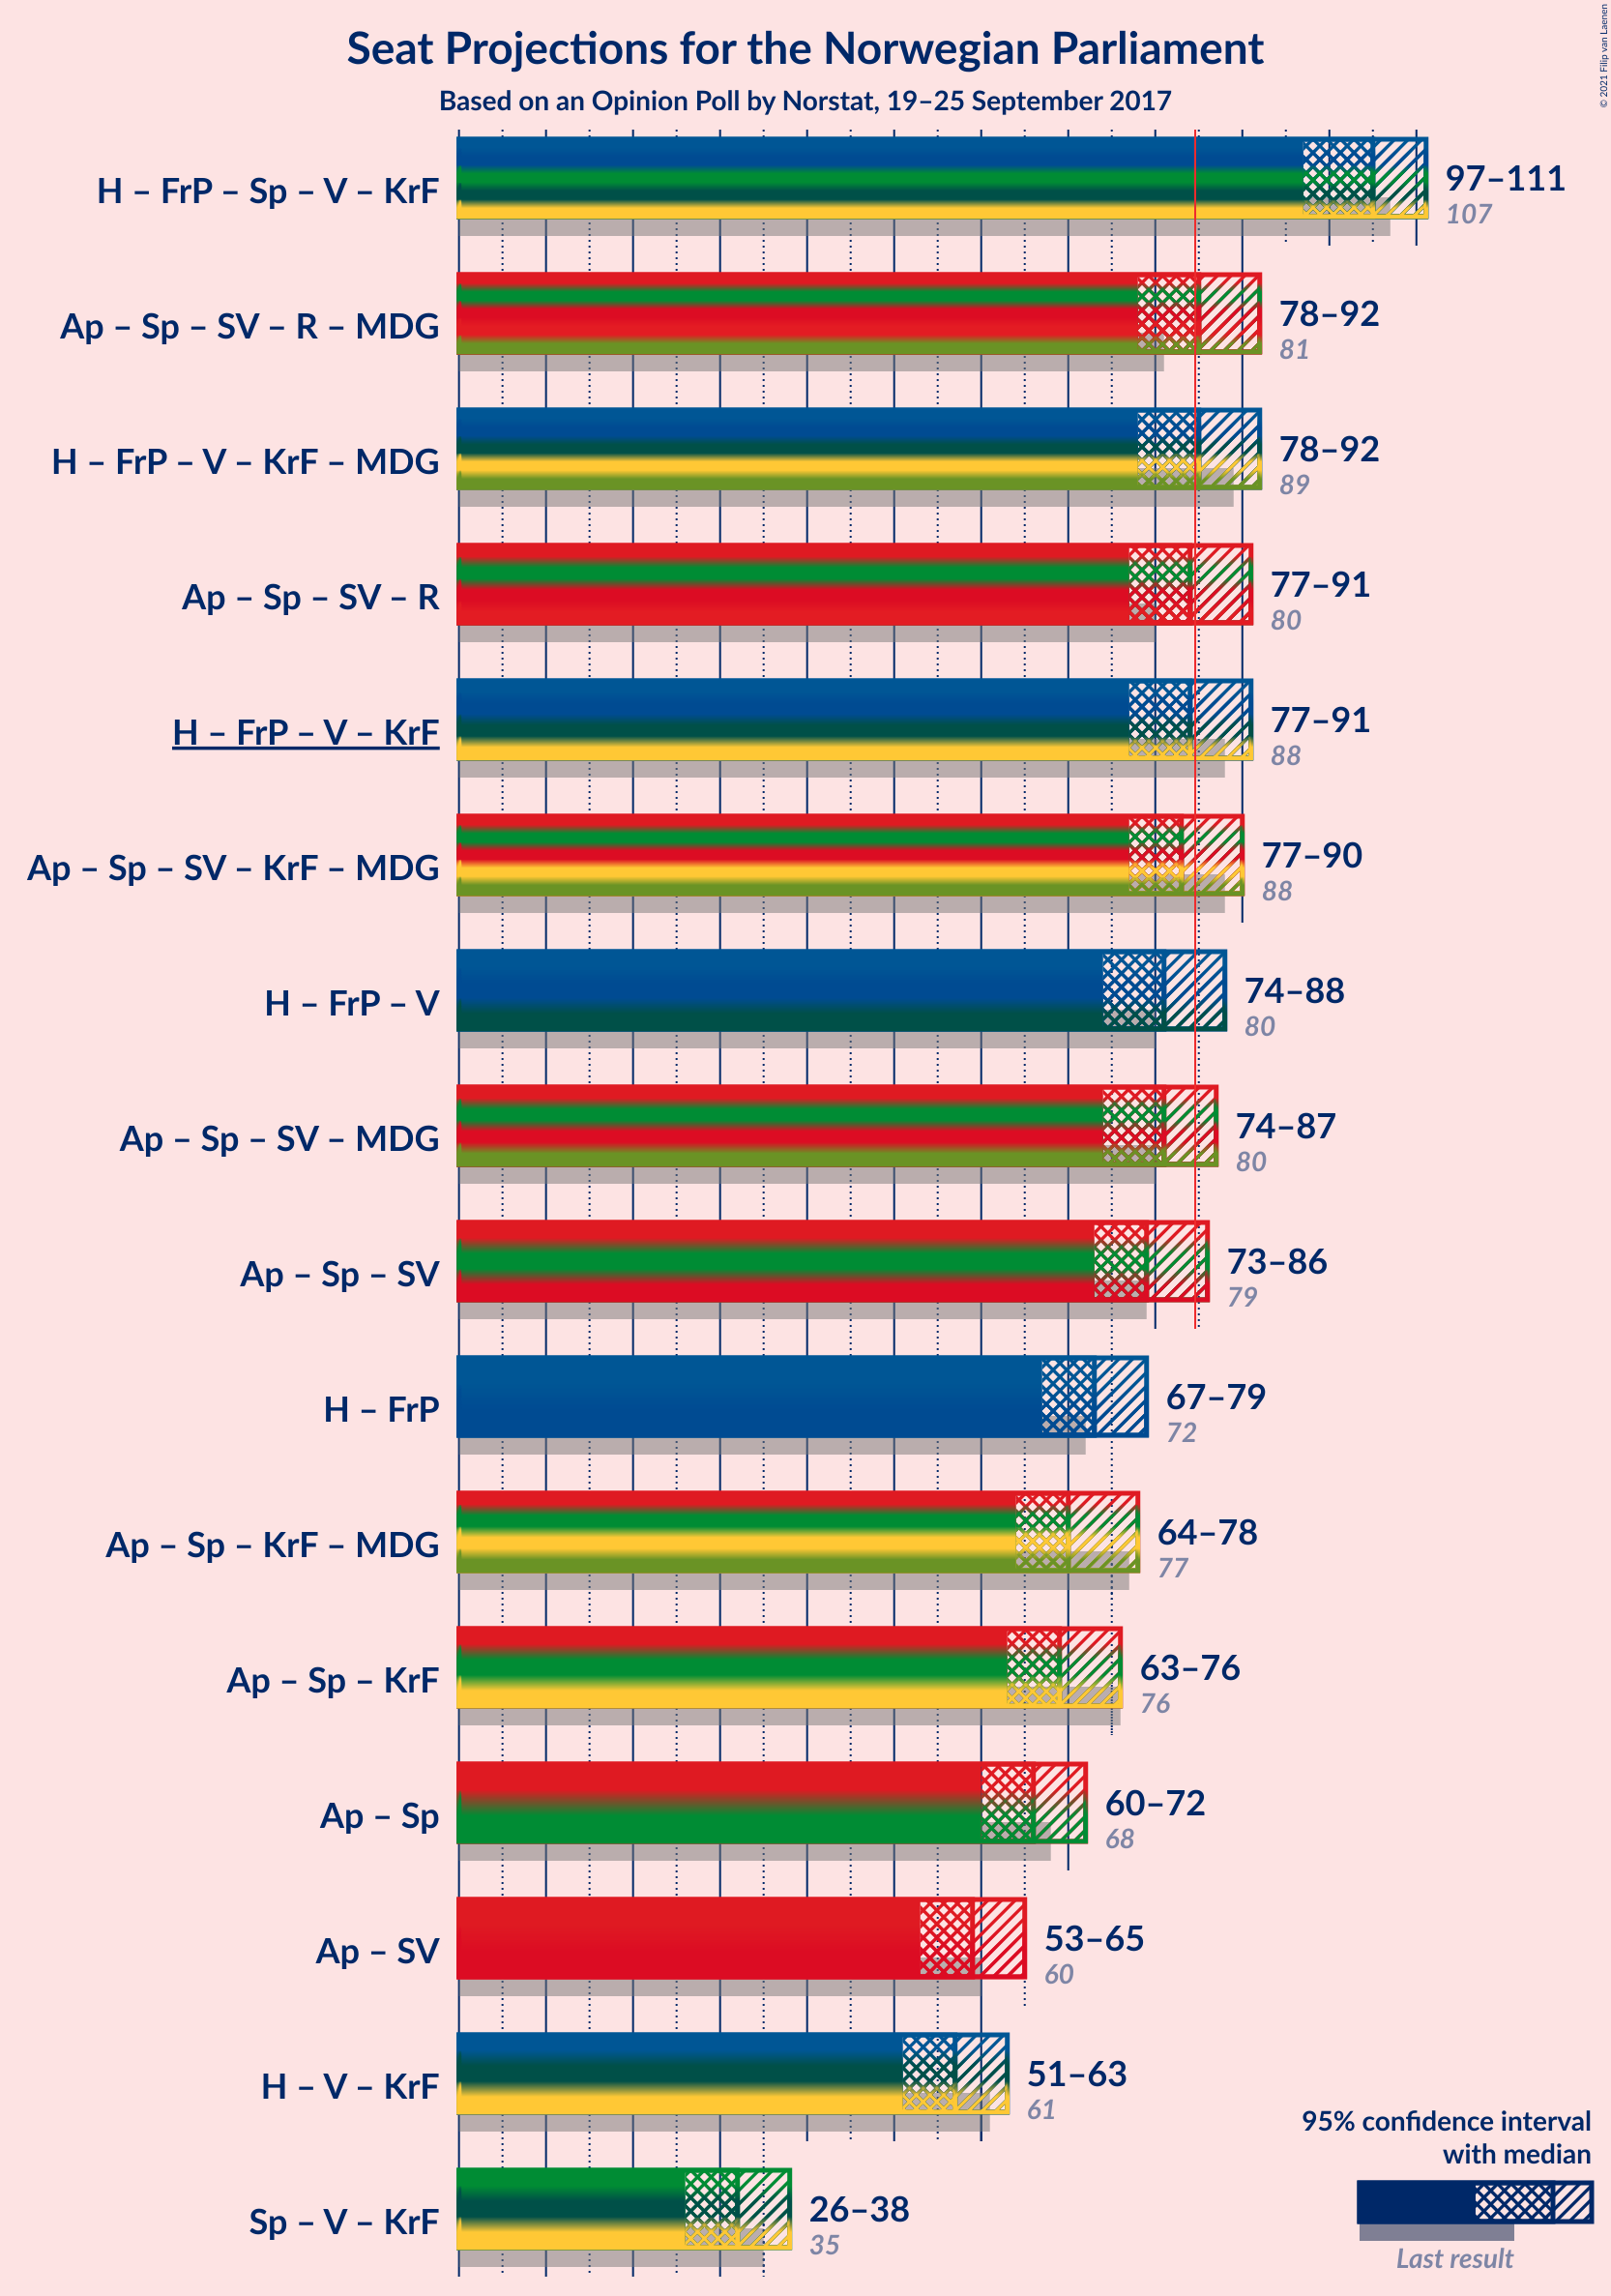 Seat Projections for the Norwegian Parliament
Based on an Opinion Poll by Norstat, 19–25 September 2017
© 2021 Filip van Laenen
H – FrP – Sp – V – KrF
97–111
107
Ap – Sp – SV – R – MDG
78–92
81
H – FrP – V – KrF – MDG
78–92
89
Ap – Sp – SV – R
77–91
80
H – FrP – V – KrF
77–91
88
Ap – Sp – SV – KrF – MDG
77–90
88
H – FrP – V
74–88
80
Ap – Sp – SV – MDG
74–87
80
Ap – Sp – SV
73–86
79
H – FrP
67–79
72
Ap – Sp – KrF – MDG
64–78
77
Ap – Sp – KrF
63–76
76
Ap – Sp
60–72
68
Ap – SV
53–65
60
H – V – KrF
51–63
61
Sp – V – KrF
26–38
35
95% confidence interval
with median
Last result